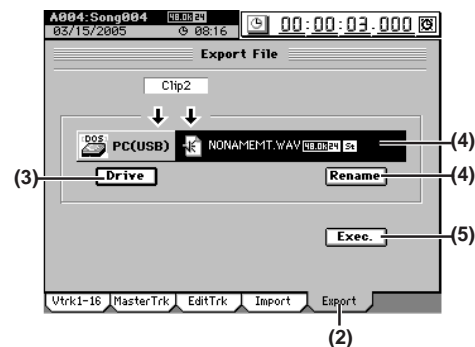 A004:Song004 48.0k 24
03/15/2005 08:16 00:00:03.000
Export File
Clip2
DOS PC(USB) NONAMEMT.WAV 48.0k 24 St (4)
(3) Drive Rename (4)
Exec. (5)
Vtrk1-16 MasterTrk EditTrk Import Export
(2)